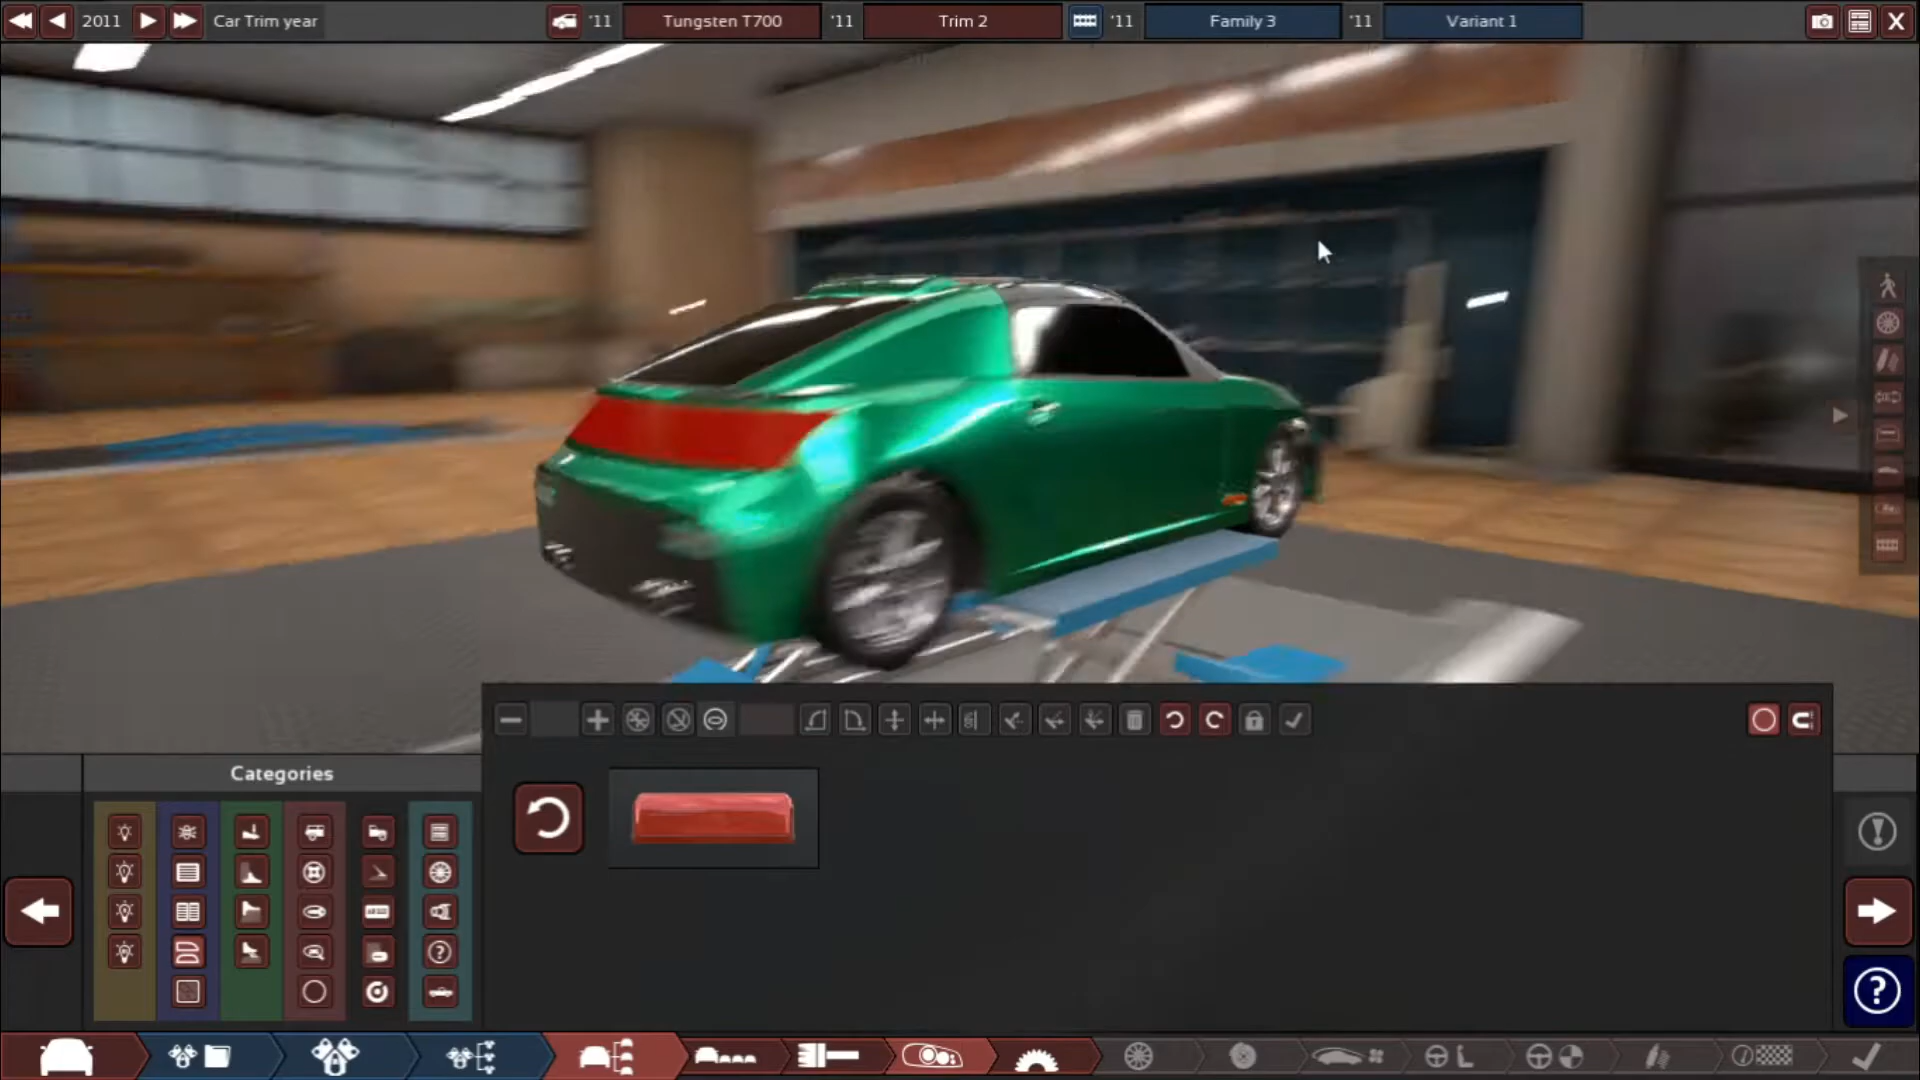 2011
Car Trim year
'11
Tungsten T700
'11
Trim 2
'11
Family 3
'11
Variant 1
Categories